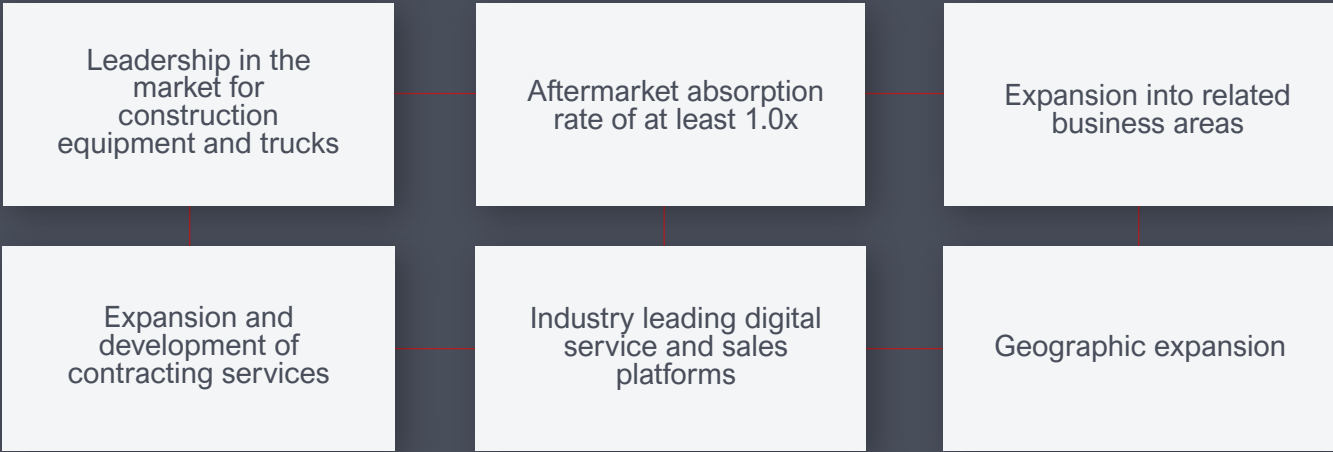 Leadership in the
market for
construction
equipment and trucks
Aftermarket absorption
rate of at least 1.0x
Expansion into related
business areas
Expansion and
development of
contracting services
Industry leading digital
service and sales
platforms
Geographic expansion